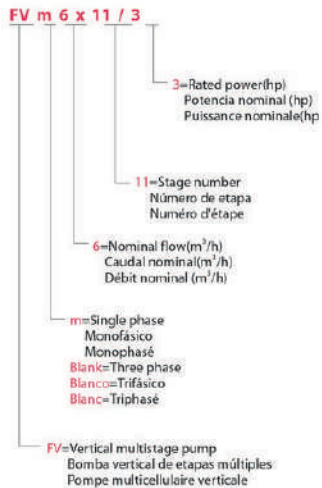 FV m 6 x 11 / 3
3=Rated power(hp)
Potencia nominal (hp)
Puissance nominale(hp
11=Stage number
Número de etapa
Numéro d'étape
6=Nominal flow(m³/h)
Caudal nominal(m³/h)
Débit nominal (m³/h)
m=Single phase
Monofásico
Monophasé
Blank=Three phase
Blanco=Trifásico
Blanc=Triphasé
FV=Vertical multistage pump
Bomba vertical de etapas múltiples
Pompe multicellulaire verticale